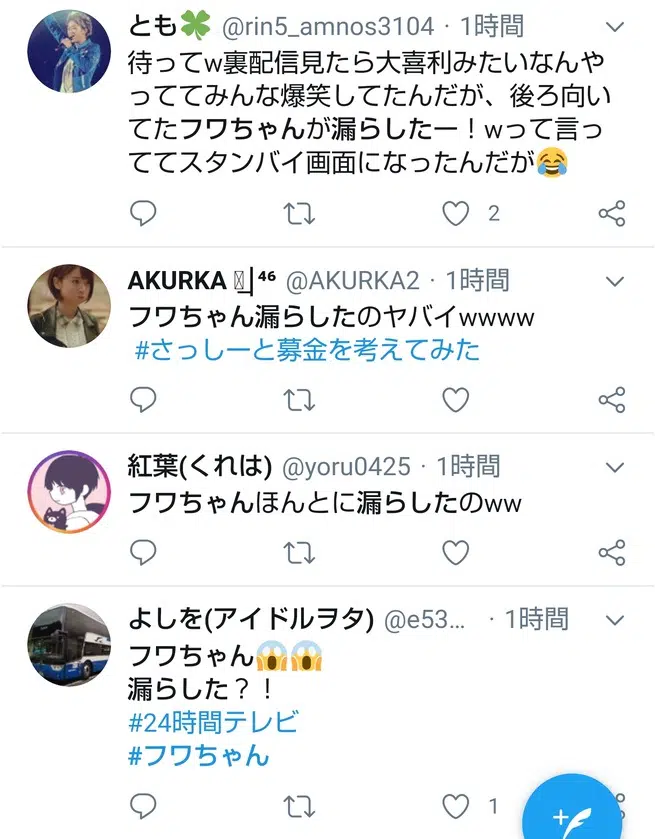 とも🍀 @rin5_amnos3104・1時間
待ってw裏配信見たら大喜利みたいなんや
っててみんな爆笑してたんだが、後ろ向い
てたフワちゃんが漏らしたー！wって言っ
ててスタンバイ画面になったんだが😂
2
AKURKA ⁴⁶ @AKURKA2・1時間
フワちゃん漏らしたのヤバイwwww
#さっしーと募金を考えてみた
紅葉(くれは) @yoru0425・1時間
フワちゃんほんとに漏らしたのww
よしを(アイドルヲタ) @e53...・1時間
フワちゃん😱😱
漏らした？！
#24時間テレビ
#フワちゃん
1